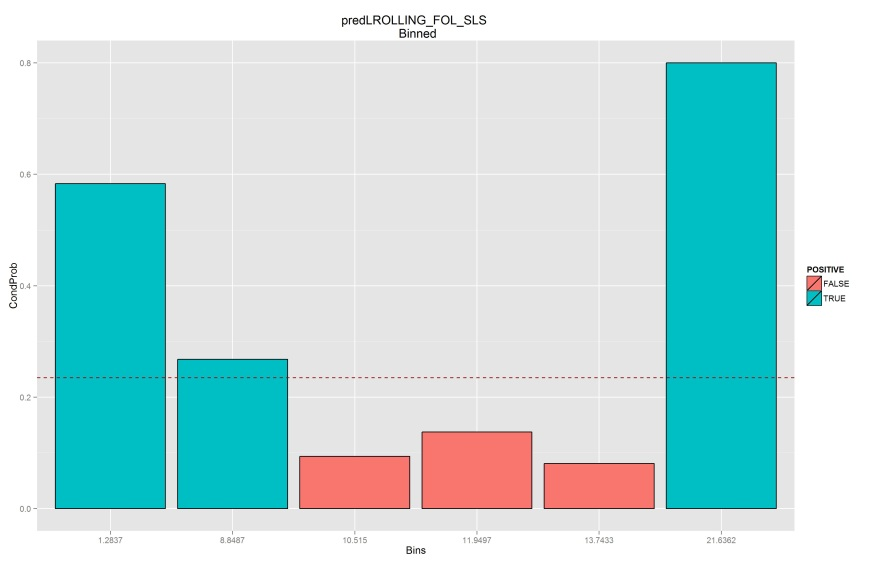 predLROLLING_FOL_SLS
Binned
CondProb
0.8
0.6
0.4
0.2
0.0
1.2837 8.8487 10.515 11.9497 13.7433 21.6362
Bins
POSITIVE
FALSE
TRUE